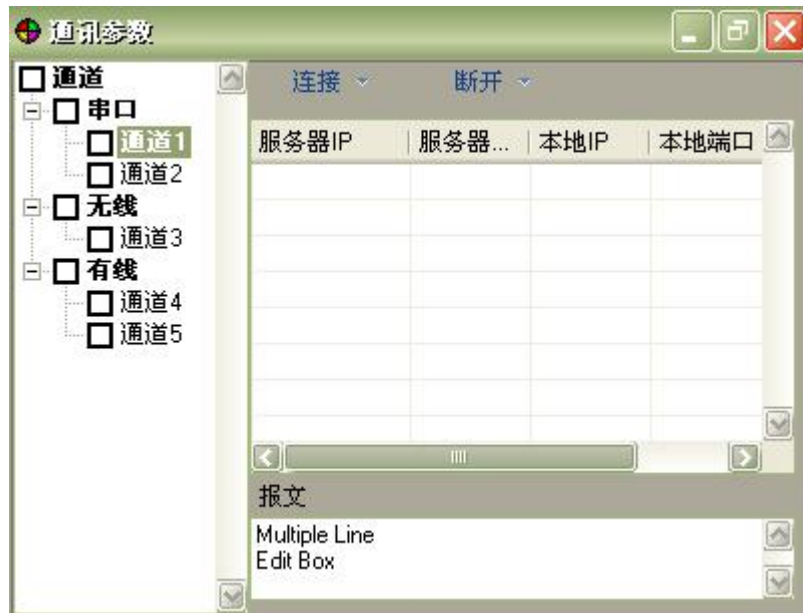 通讯参数
通道
串口
通道1
通道2
无线
通道3
有线
通道4
通道5
连接 断开
服务器IP 服务器... 本地IP 本地端口
报文
Multiple Line
Edit Box